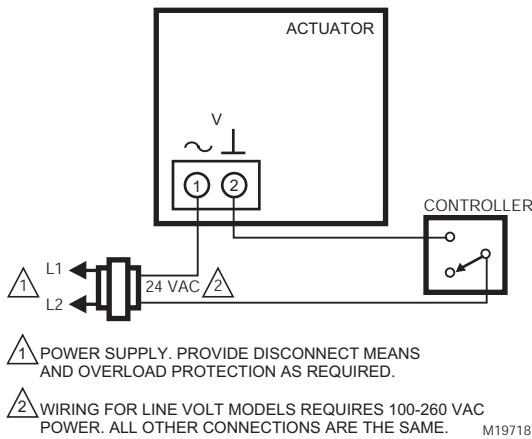 ACTUATOR
V
1 2
CONTROLLER
L1
1 24 VAC 2
L2
1 POWER SUPPLY. PROVIDE DISCONNECT MEANS
AND OVERLOAD PROTECTION AS REQUIRED.
2 WIRING FOR LINE VOLT MODELS REQUIRES 100-260 VAC
POWER. ALL OTHER CONNECTIONS ARE THE SAME. M19718